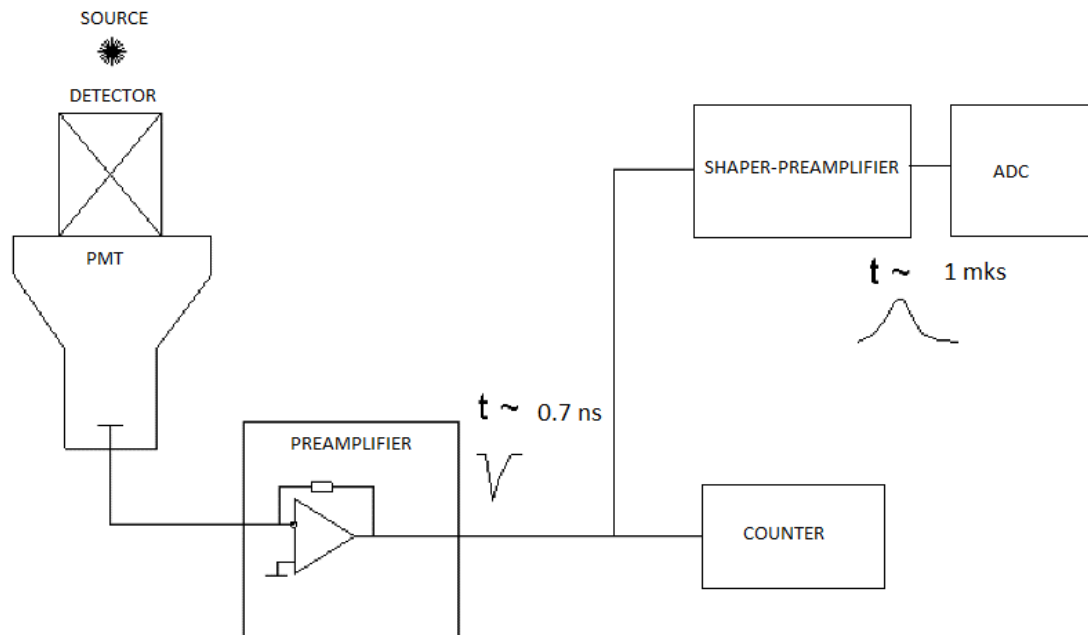 SOURCE
DETECTOR
PMT
PREAMPLIFIER
t ~ 0.7 ns
SHAPER-PREAMPLIFIER
ADC
t ~ 1 mks
COUNTER